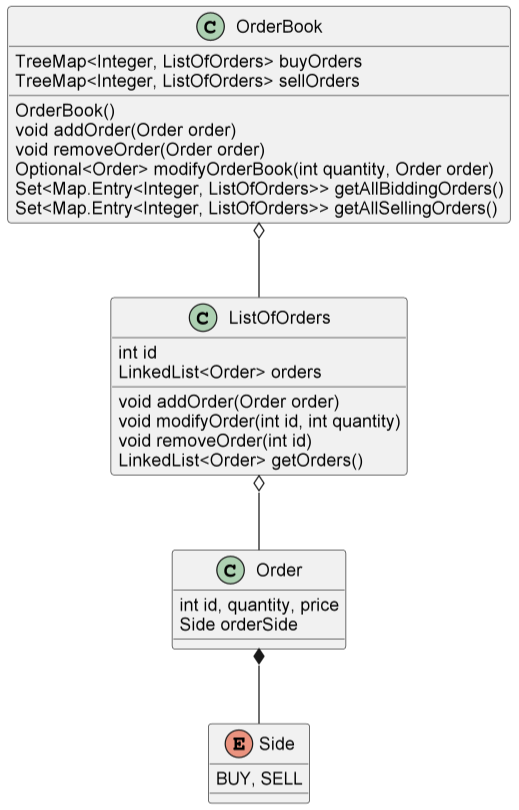 C OrderBook
TreeMap<Integer, ListOfOrders> buyOrders
TreeMap<Integer, ListOfOrders> sellOrders
OrderBook()
void addOrder(Order order)
void removeOrder(Order order)
Optional<Order> modifyOrderBook(int quantity, Order order)
Set<Map.Entry<Integer, ListOfOrders>> getAllBiddingOrders()
Set<Map.Entry<Integer, ListOfOrders>> getAllSellingOrders()
C ListOfOrders
int id
LinkedList<Order> orders
void addOrder(Order order)
void modifyOrder(int id, int quantity)
void removeOrder(int id)
LinkedList<Order> getOrders()
C Order
int id, quantity, price
Side orderSide
E Side
BUY, SELL